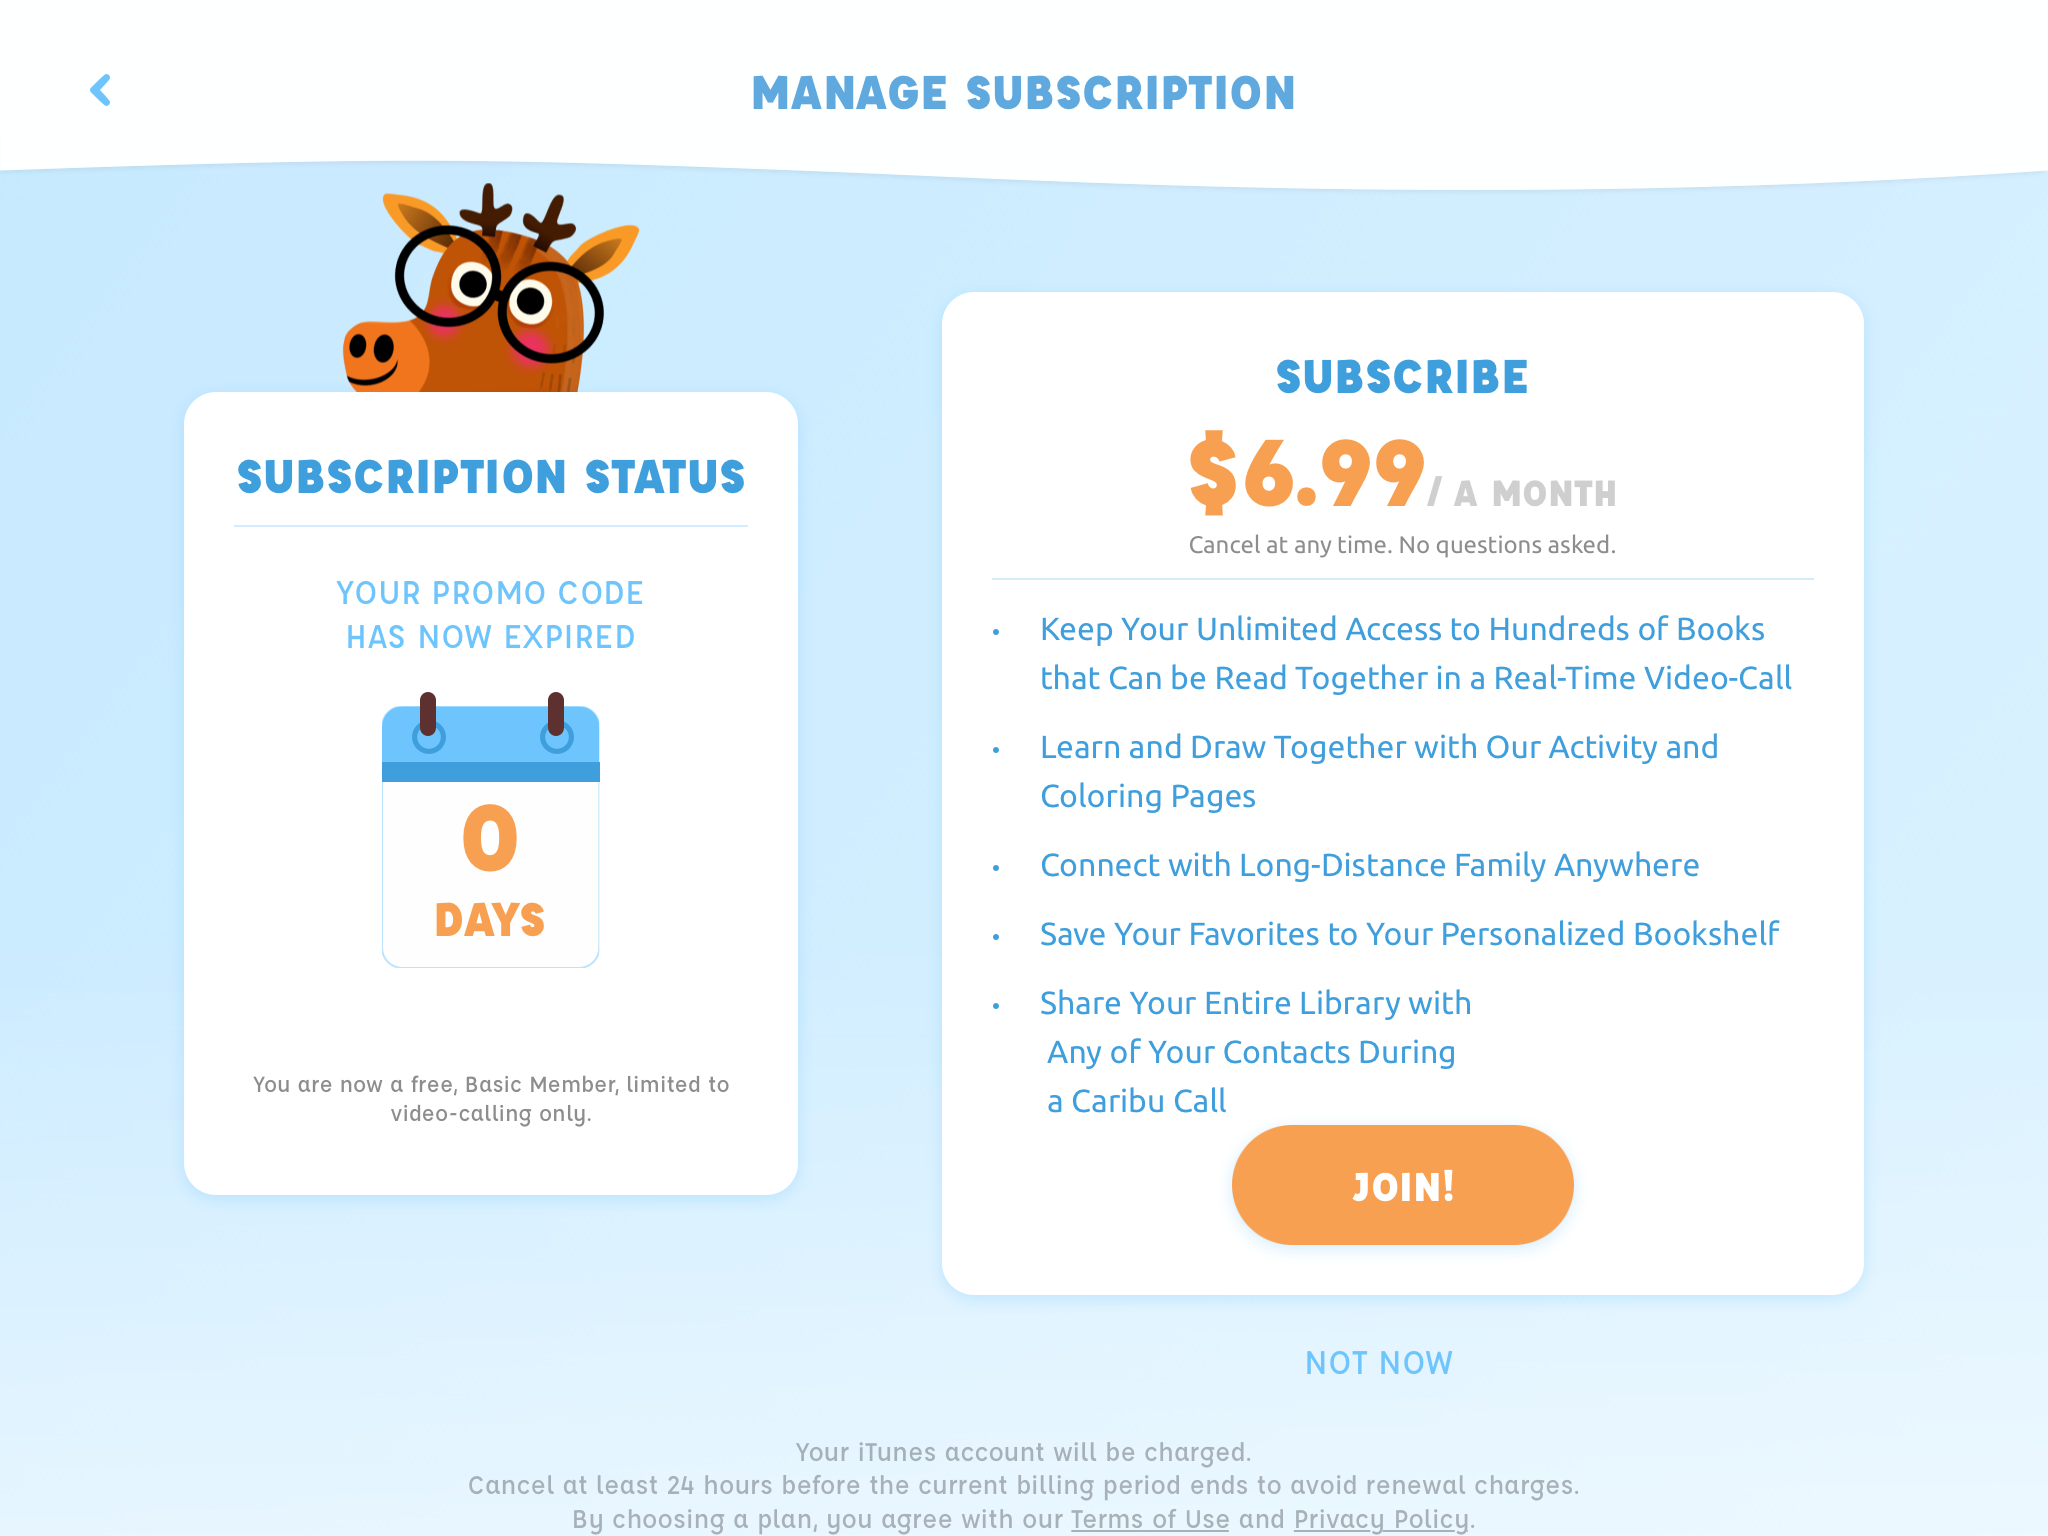 MANAGE SUBSCRIPTION
SUBSCRIPTION STATUS
YOUR PROMO CODE
HAS NOW EXPIRED
0
DAYS
You are now a free, Basic Member, limited to
video-calling only.
SUBSCRIBE
$6.99/ A MONTH
Cancel at any time. No questions asked.
• Keep Your Unlimited Access to Hundreds of Books
that Can be Read Together in a Real-Time Video-Call
• Learn and Draw Together with Our Activity and
Coloring Pages
• Connect with Long-Distance Family Anywhere
• Save Your Favorites to Your Personalized Bookshelf
• Share Your Entire Library with
Any of Your Contacts During
a Caribu Call
JOIN!
NOT NOW
Your iTunes account will be charged.
Cancel at least 24 hours before the current billing period ends to avoid renewal charges.
By choosing a plan, you agree with our Terms of Use and Privacy Policy.